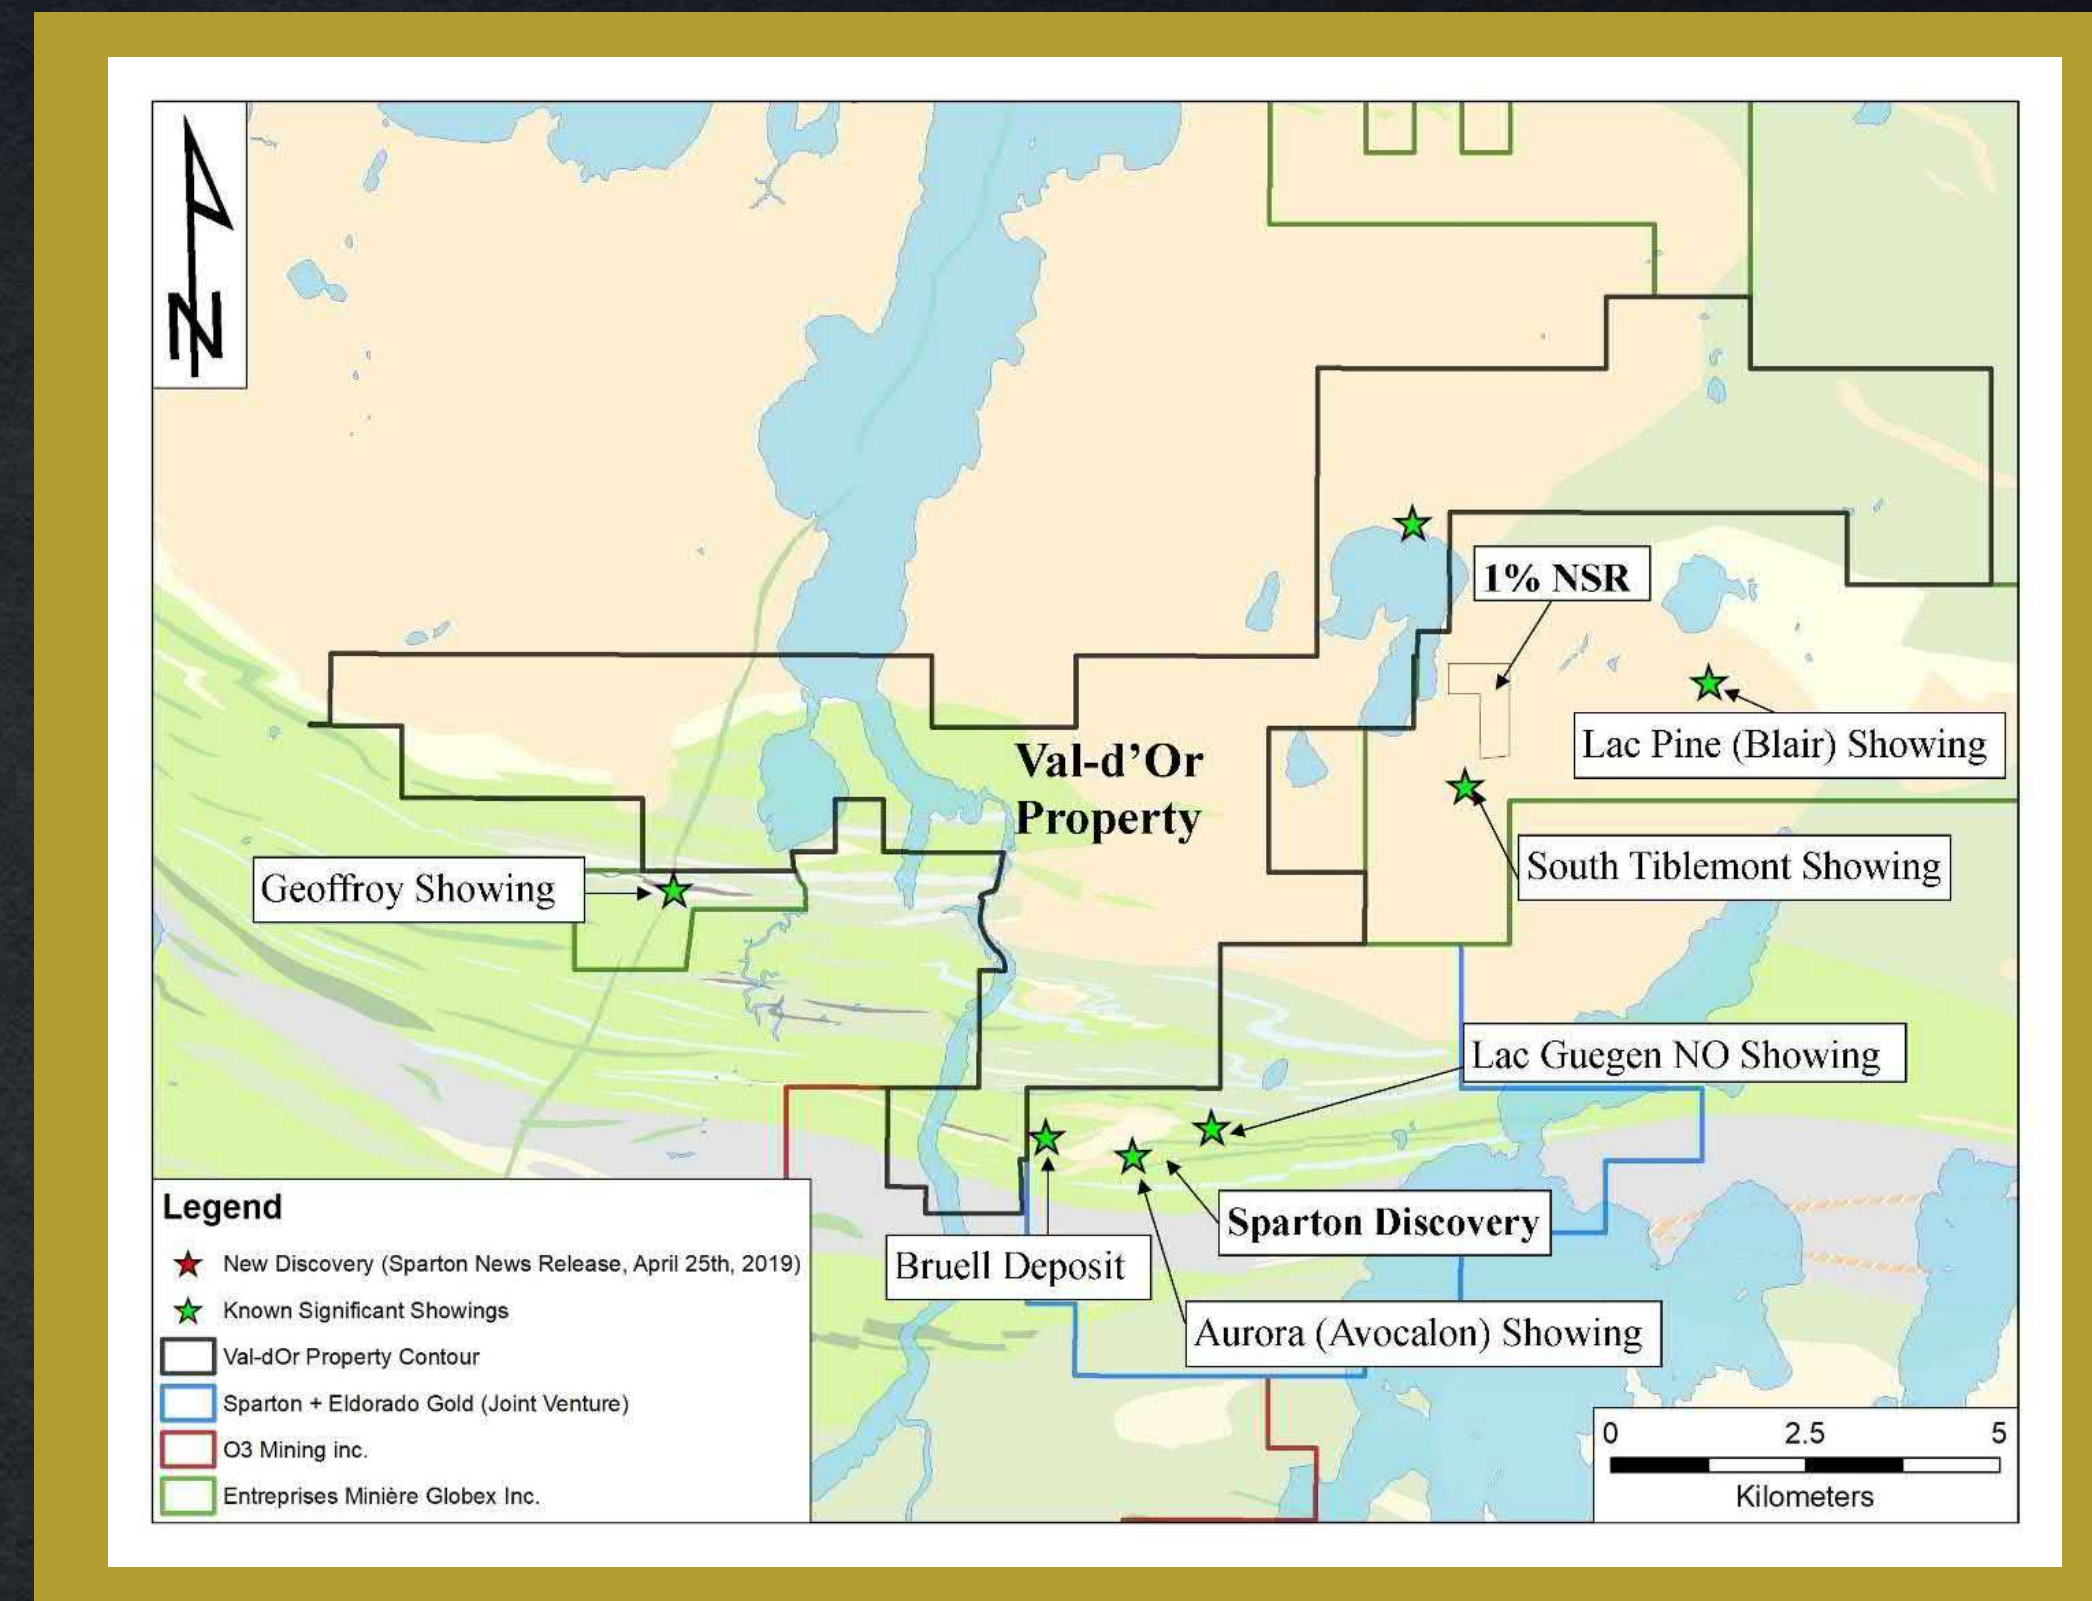 N
1% NSR
Lac Pine (Blair) Showing
Val-d'Or
Property
South Tiblemont Showing
Geoffroy Showing
Lac Guegen NO Showing
Sparton Discovery
Bruell Deposit
Aurora (Avocalon) Showing
Legend
New Discovery (Sparton News Release, April 25th, 2019)
Known Significant Showings
Val-dOr Property Contour
Sparton + Eldorado Gold (Joint Venture)
O3 Mining inc.
Entreprises Minière Globex Inc.
0 2.5 5
Kilometers